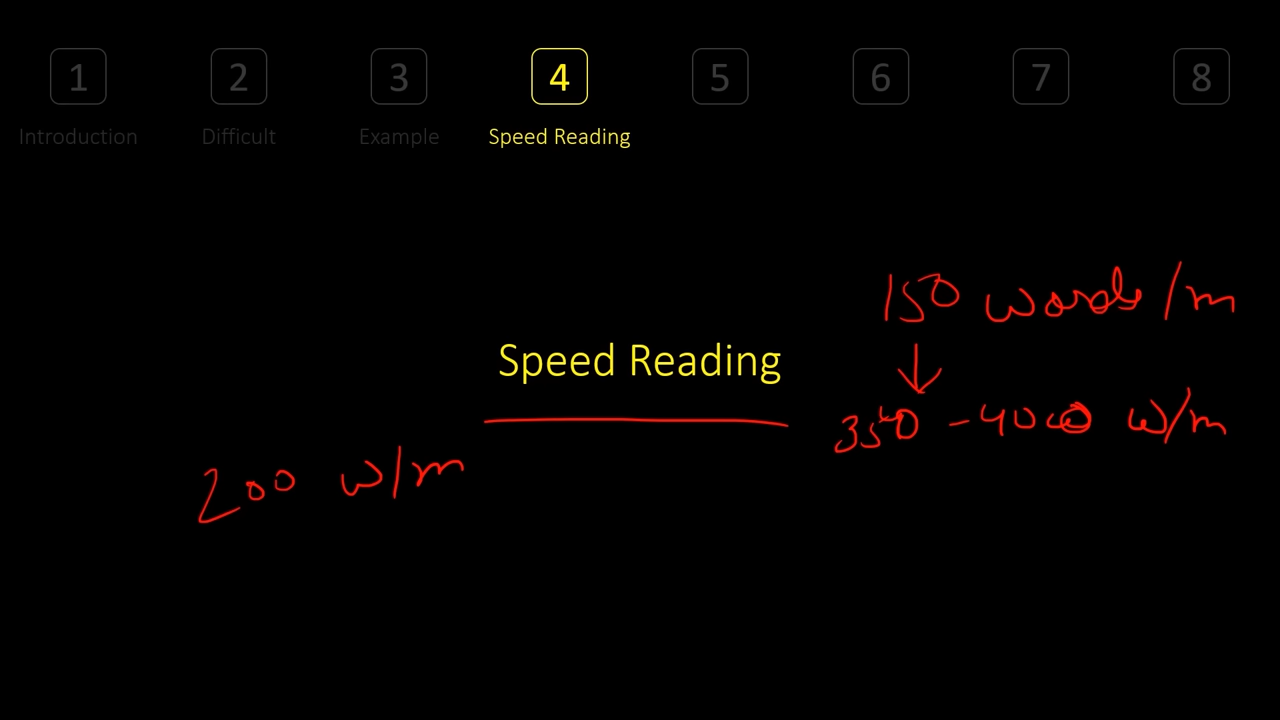 1 2 3 4 5 6 7 8
Introduction Difficult Example Speed Reading
150 words/m
Speed Reading
350 - 400 w/m
200 w/m